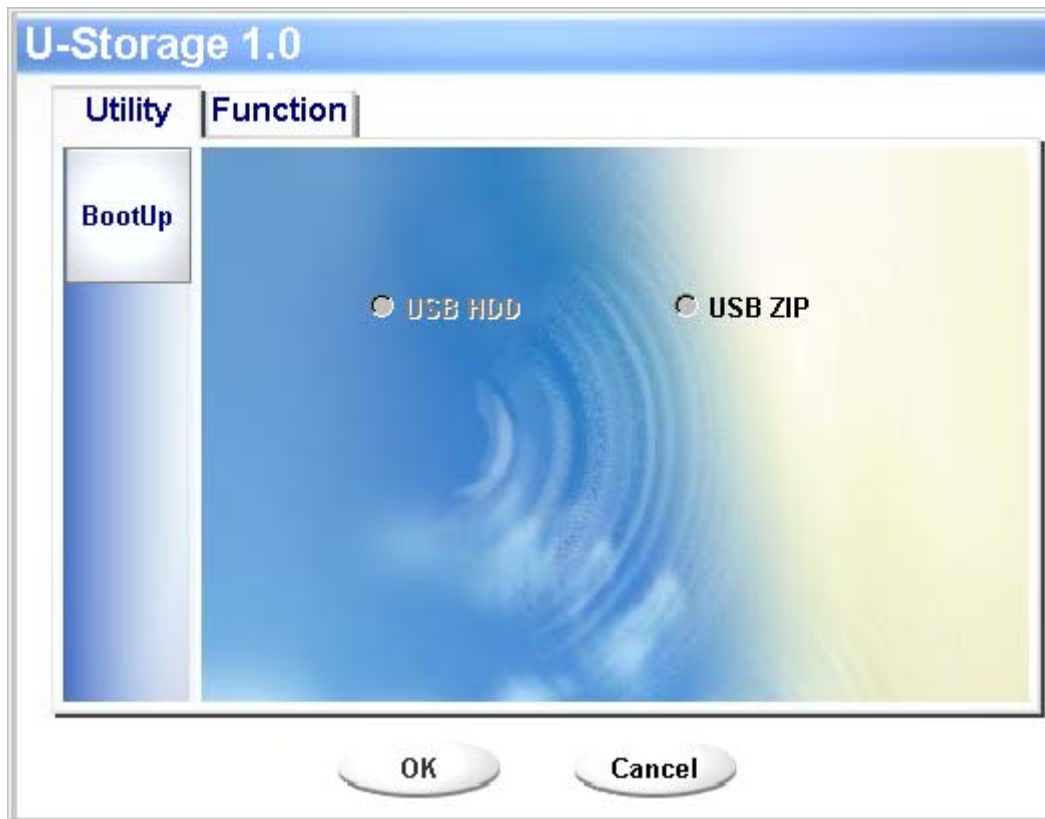 U-Storage 1.0
Utility Function
BootUp
USB HDD USB ZIP
OK Cancel